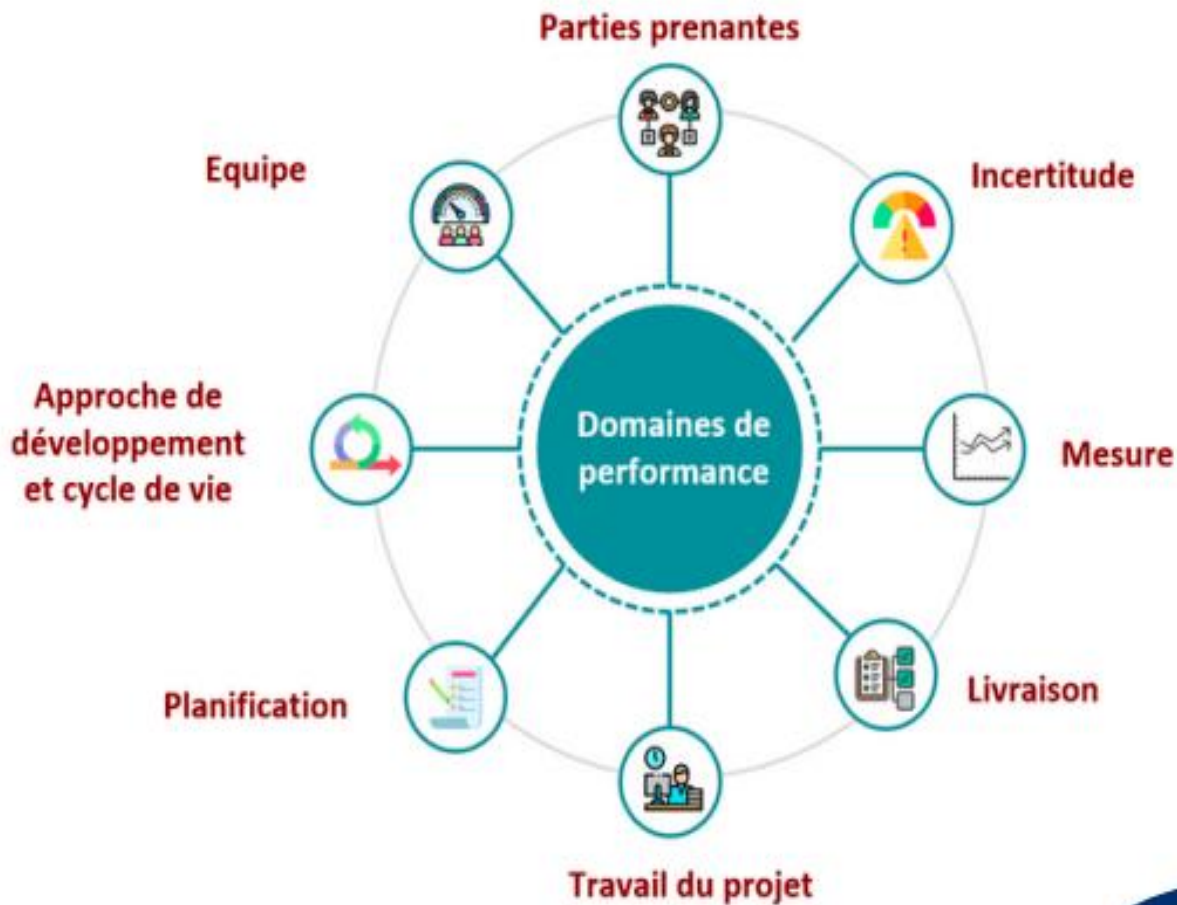 Parties prenantes
Equipe
Incertitude
Approche de
développement
et cycle de vie
Domaines de
performance
Mesure
Planification
Livraison
Travail du projet